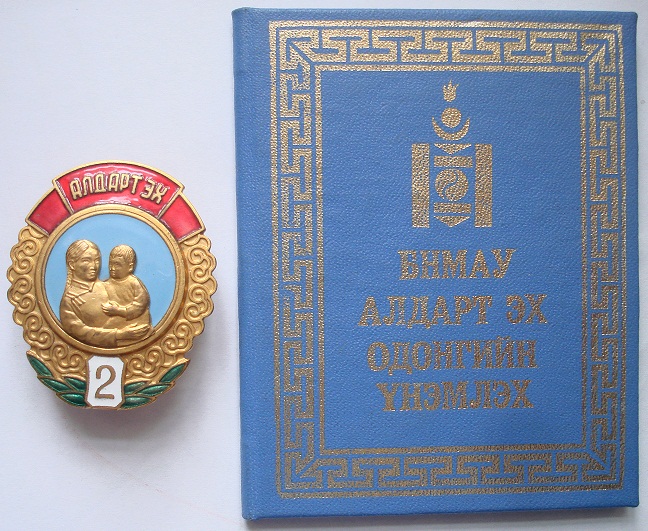 АЛДАРТ ЭХ
2
БНМАУ
АЛДАРТ ЭХ
ОДОНГИЙН
ҮНЭМЛЭХ